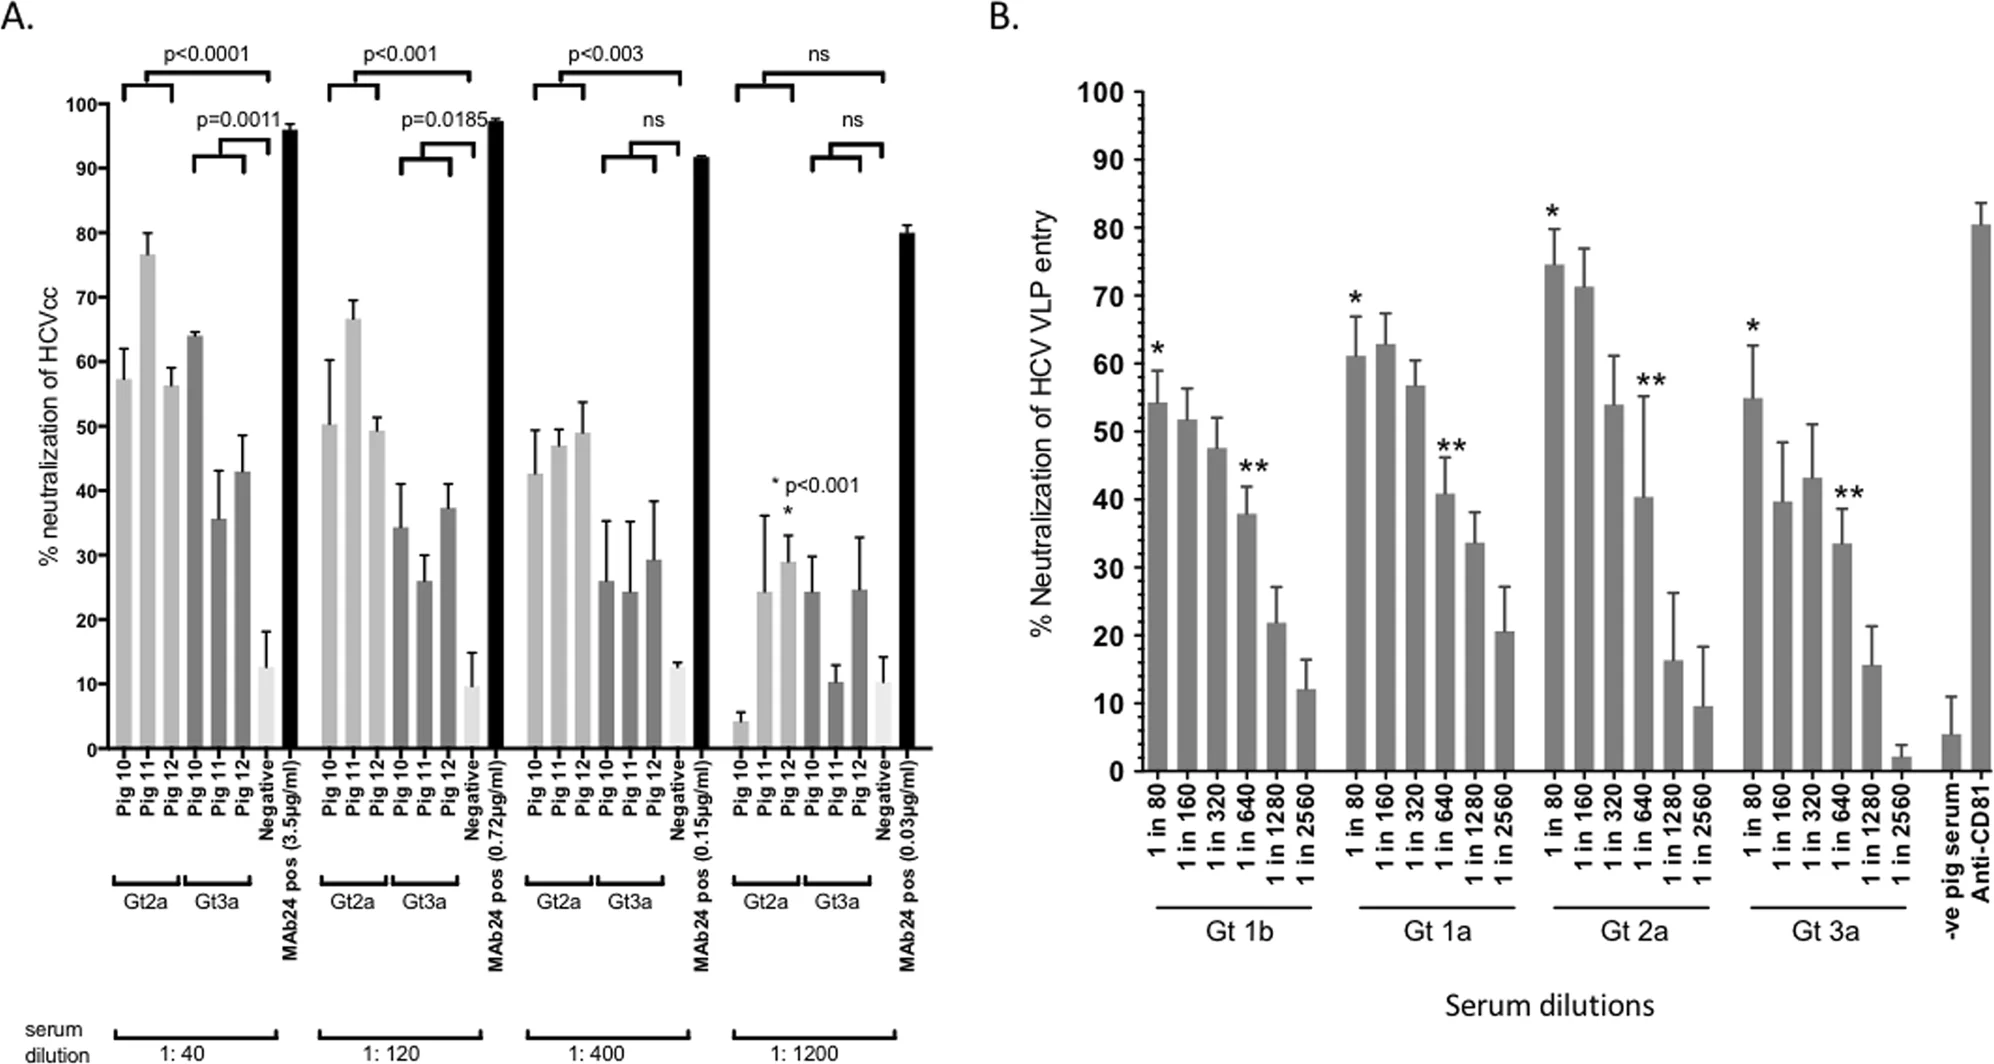 A.
p<0.0001
p<0.001
p<0.003
ns
p=0.0011
p=0.0185
ns
ns
* p<0.001
*
% neutralization of HCVcc
100
90
80
70
60
50
40
30
20
10
0
Pig 10
Pig 11
Pig 12
Pig 10
Pig 11
Pig 12
Negative
MAb24 pos (3.5µg/ml)
Pig 10
Pig 11
Pig 12
Pig 10
Pig 11
Pig 12
Negative
MAb24 pos (0.72µg/ml)
Pig 10
Pig 11
Pig 12
Pig 10
Pig 11
Pig 12
Negative
MAb24 pos (0.15µg/ml)
Pig 10
Pig 11
Pig 12
Pig 10
Pig 11
Pig 12
Negative
MAb24 pos (0.03µg/ml)
Gt2a Gt3a Gt2a Gt3a Gt2a Gt3a Gt2a Gt3a
serum
dilution 1: 40 1: 120 1: 400 1: 1200
B.
% Neutralization of HCV VLP entry
100
90
80
70
60
50
40
30
20
10
0
*
**
*
**
*
**
*
**
1 in 80
1 in 160
1 in 320
1 in 640
1 in 1280
1 in 2560
1 in 80
1 in 160
1 in 320
1 in 640
1 in 1280
1 in 2560
1 in 80
1 in 160
1 in 320
1 in 640
1 in 1280
1 in 2560
1 in 80
1 in 160
1 in 320
1 in 640
1 in 1280
1 in 2560
-ve pig serum
Anti-CD81
Gt 1b Gt 1a Gt 2a Gt 3a
Serum dilutions